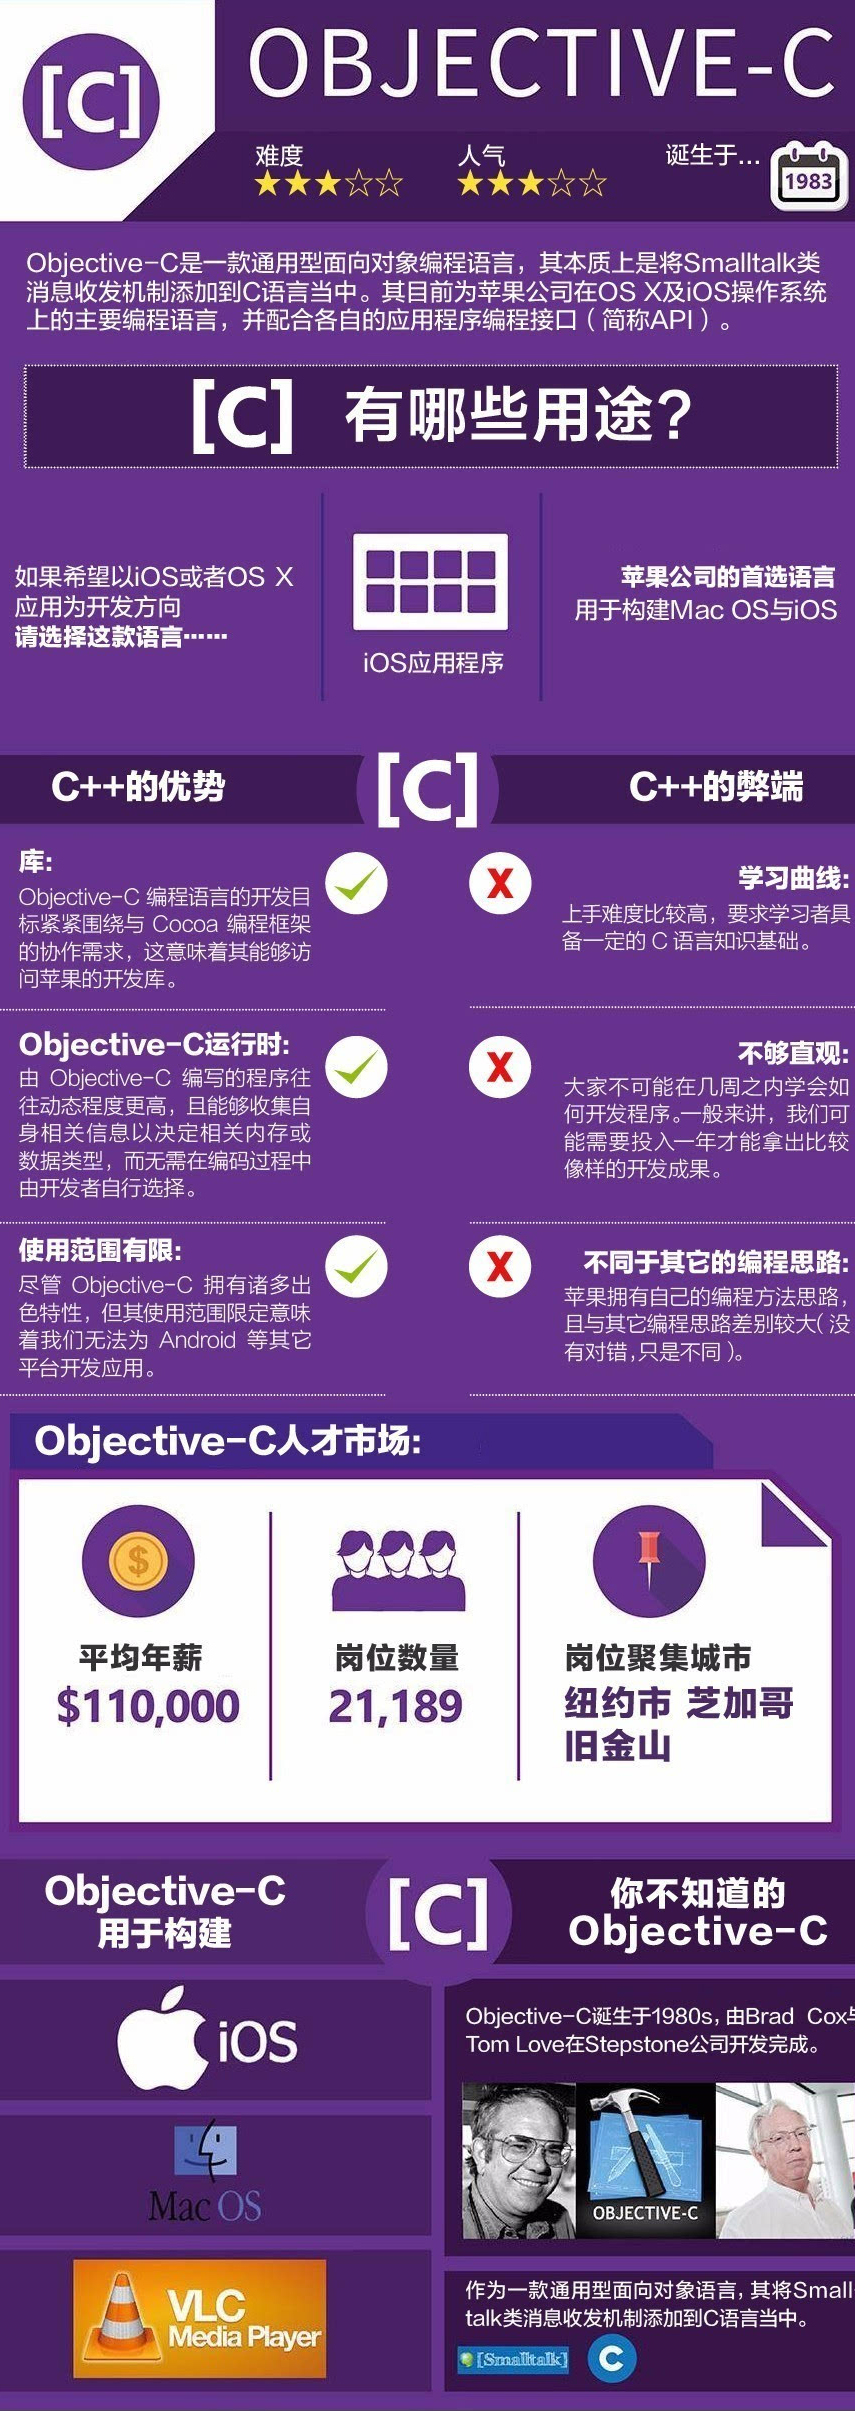 [C]
OBJECTIVE-C
难度
人气
诞生于...
1983
Objective-C是一款通用型面向对象编程语言，其本质上是将Smalltalk类
消息收发机制添加到C语言当中。其目前为苹果公司在OS X及iOS操作系统
上的主要编程语言，并配合各自的应用程序编程接口（简称API）。
[C] 有哪些用途?
如果希望以iOS或者OS X
应用为开发方向
请选择这款语言……
iOS应用程序
苹果公司的首选语言
用于构建Mac OS与iOS
C++的优势
[C]
C++的弊端
库:
Objective-C 编程语言的开发目
标紧紧围绕与 Cocoa 编程框架
的协作需求，这意味着其能够访
问苹果的开发库。
X
学习曲线:
上手难度比较高，要求学习者具
备一定的 C 语言知识基础。
Objective-C运行时:
由 Objective-C 编写的程序往
往动态程度更高，且能够收集自
身相关信息以决定相关内存或
数据类型，而无需在编码过程中
由开发者自行选择。
X
不够直观:
大家不可能在几周之内学会如
何开发程序。一般来讲，我们可
能需要投入一年才能拿出比较
像样的开发成果。
使用范围有限:
尽管 Objective-C 拥有诸多出
色特性，但其使用范围限定意味
着我们无法为 Android 等其它
平台开发应用。
X
不同于其它的编程思路:
苹果拥有自己的编程方法思路，
且与其它编程思路差别较大（没
有对错，只是不同）。
Objective-C人才市场:
$
平均年薪
$110,000
岗位数量
21,189
岗位聚集城市
纽约市 芝加哥
旧金山
Objective-C
用于构建
[C]
你不知道的
Objective-C
iOS
Mac OS
VLC
Media Player
Objective-C诞生于1980s，由Brad Cox与
Tom Love在Stepstone公司开发完成。
OBJECTIVE-C
作为一款通用型面向对象语言，其将Small
talk类消息收发机制添加到C语言当中。
[Smalltalk]
C